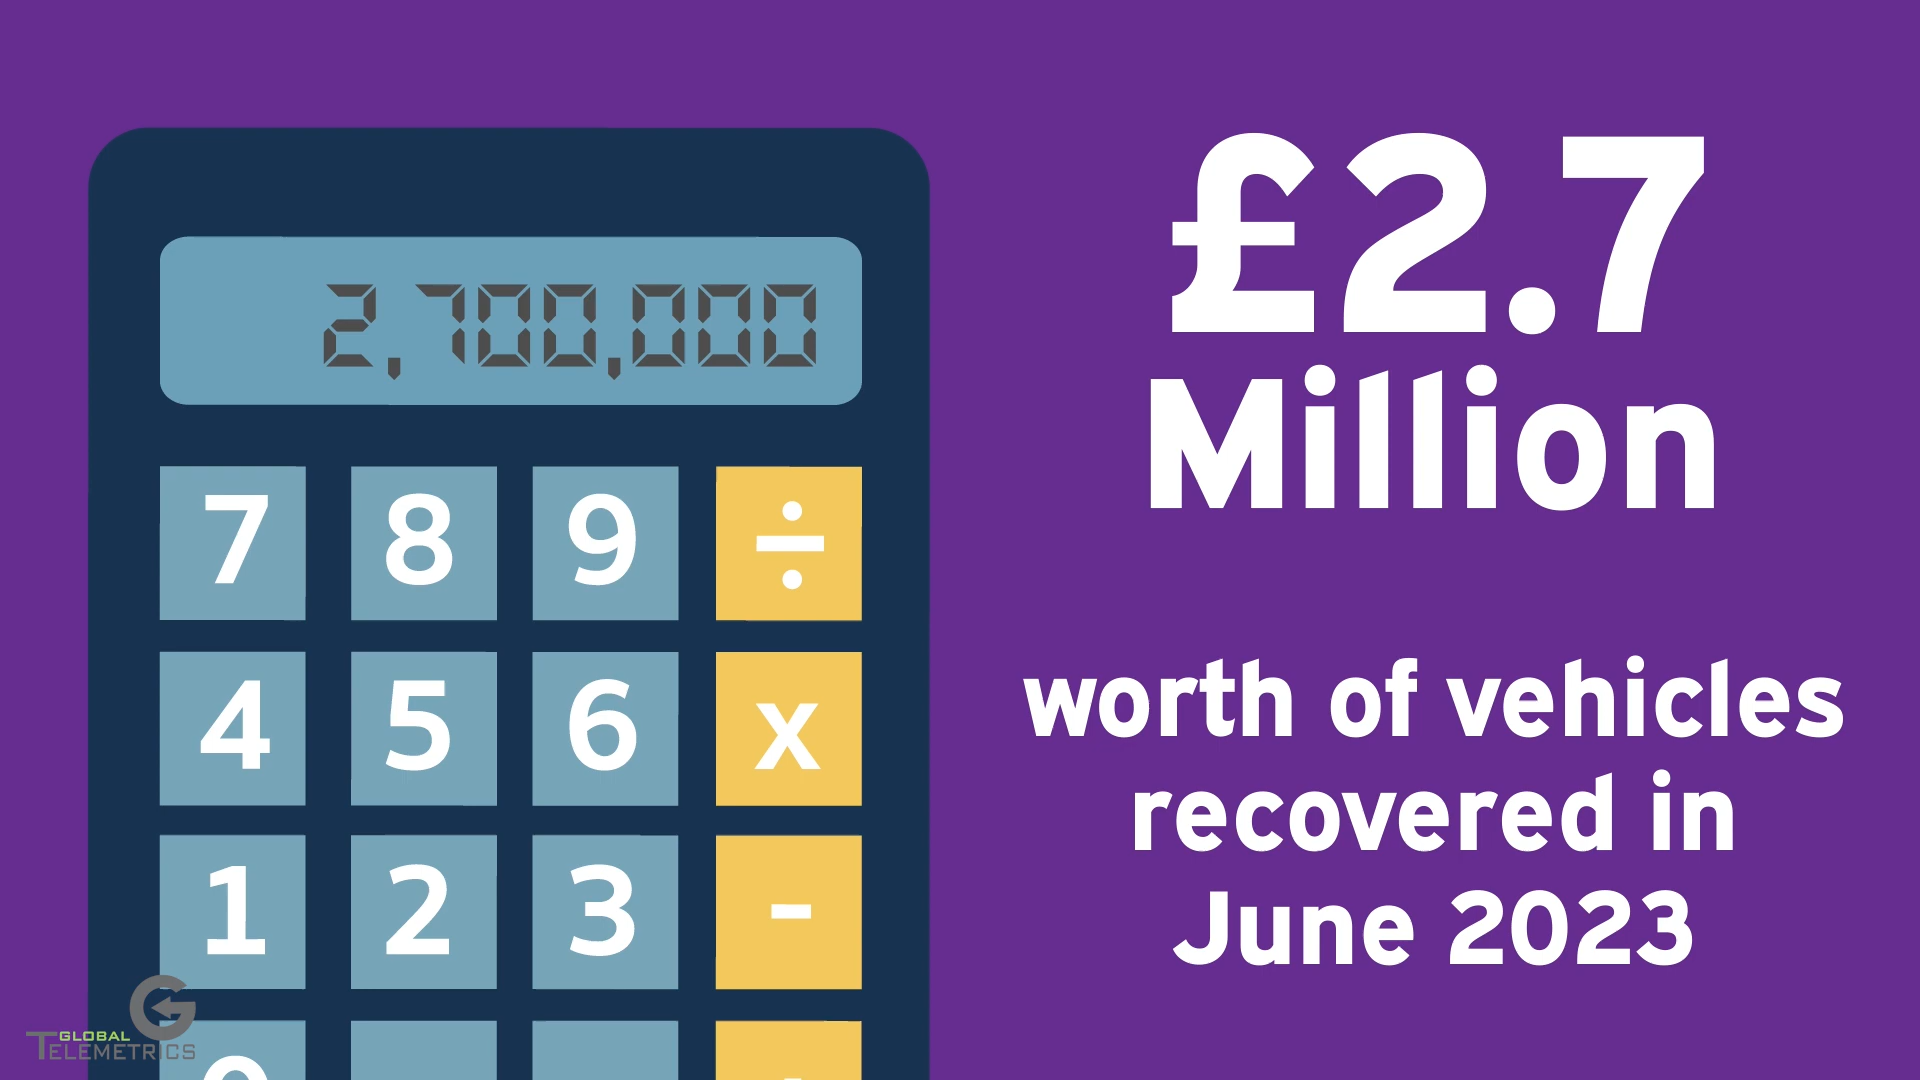 2,700,000
7 8 9 ÷
4 5 6 x
1 2 3 -
£2.7
Million
worth of vehicles
recovered in
June 2023
GLOBAL
TELEMETRICS